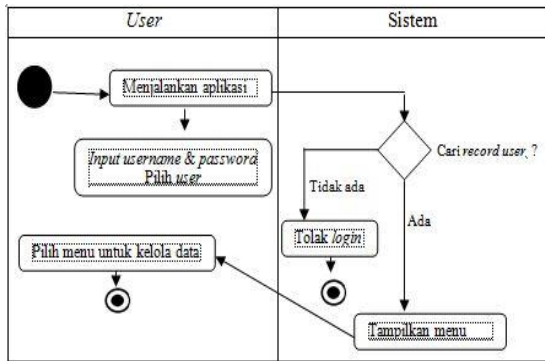 User
Sistem
Menjalankan aplikasi
Input username & password
Pilih user
Cari record user, ?
Tidak ada
Ada
Tolak login
Pilih menu untuk kelola data
Tampilkan menu